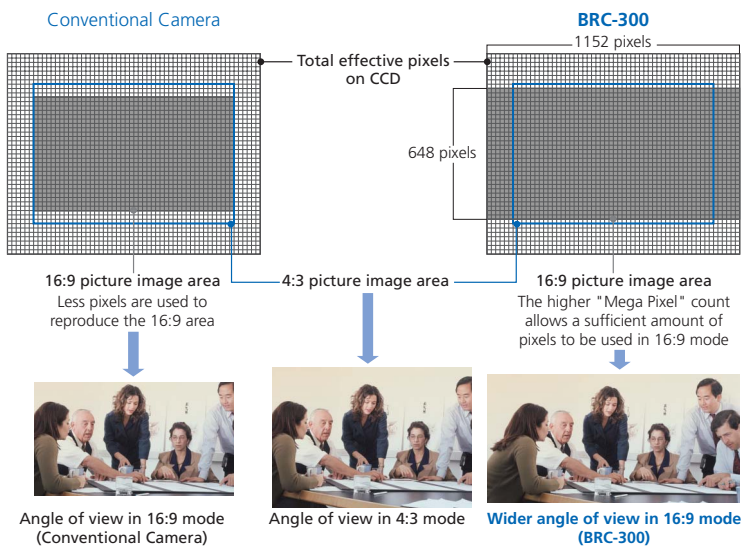 Conventional Camera
BRC-300
1152 pixels
Total effective pixels
on CCD
648 pixels
16:9 picture image area
Less pixels are used to
reproduce the 16:9 area
4:3 picture image area
16:9 picture image area
The higher "Mega Pixel" count
allows a sufficient amount of
pixels to be used in 16:9 mode
Angle of view in 16:9 mode
(Conventional Camera)
Angle of view in 4:3 mode
Wider angle of view in 16:9 mode
(BRC-300)